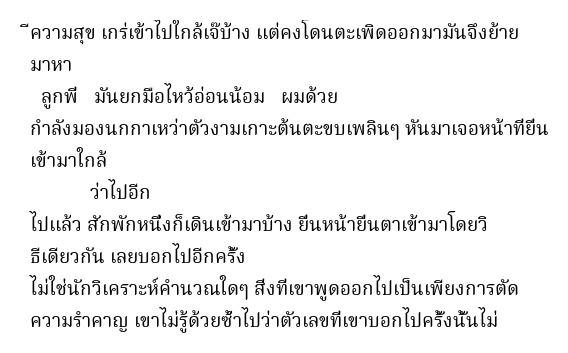 ีความสุข เกร่เข้าไปใกล้เจ๊บ้าง แต่คงโดนตะเพิดออกมามันจึงย้าย
มาหา
ลูกพี่   มันยกมือไหว้อ่อนน้อม   ผมด้วย
กำลังมองนกกาเหว่าตัวงามเกาะต้นตะขบเพลินๆ หันมาเจอหน้าที่ยื่น
เข้ามาใกล้
ว่าไปอีก
ไปแล้ว สักพักหนึ่งก็เดินเข้ามาบ้าง ยื่นหน้ายื่นตาเข้ามาโดยวิ
ธีเดียวกัน เลยบอกไปอีกครั้ง
ไม่ใช่นักวิเคราะห์คำนวณใดๆ สิ่งที่เขาพูดออกไปเป็นเพียงการตัด
ความรำคาญ เขาไม่รู้ด้วยซ้ำไปว่าตัวเลขที่เขาบอกไปครั้งนั้นไม่